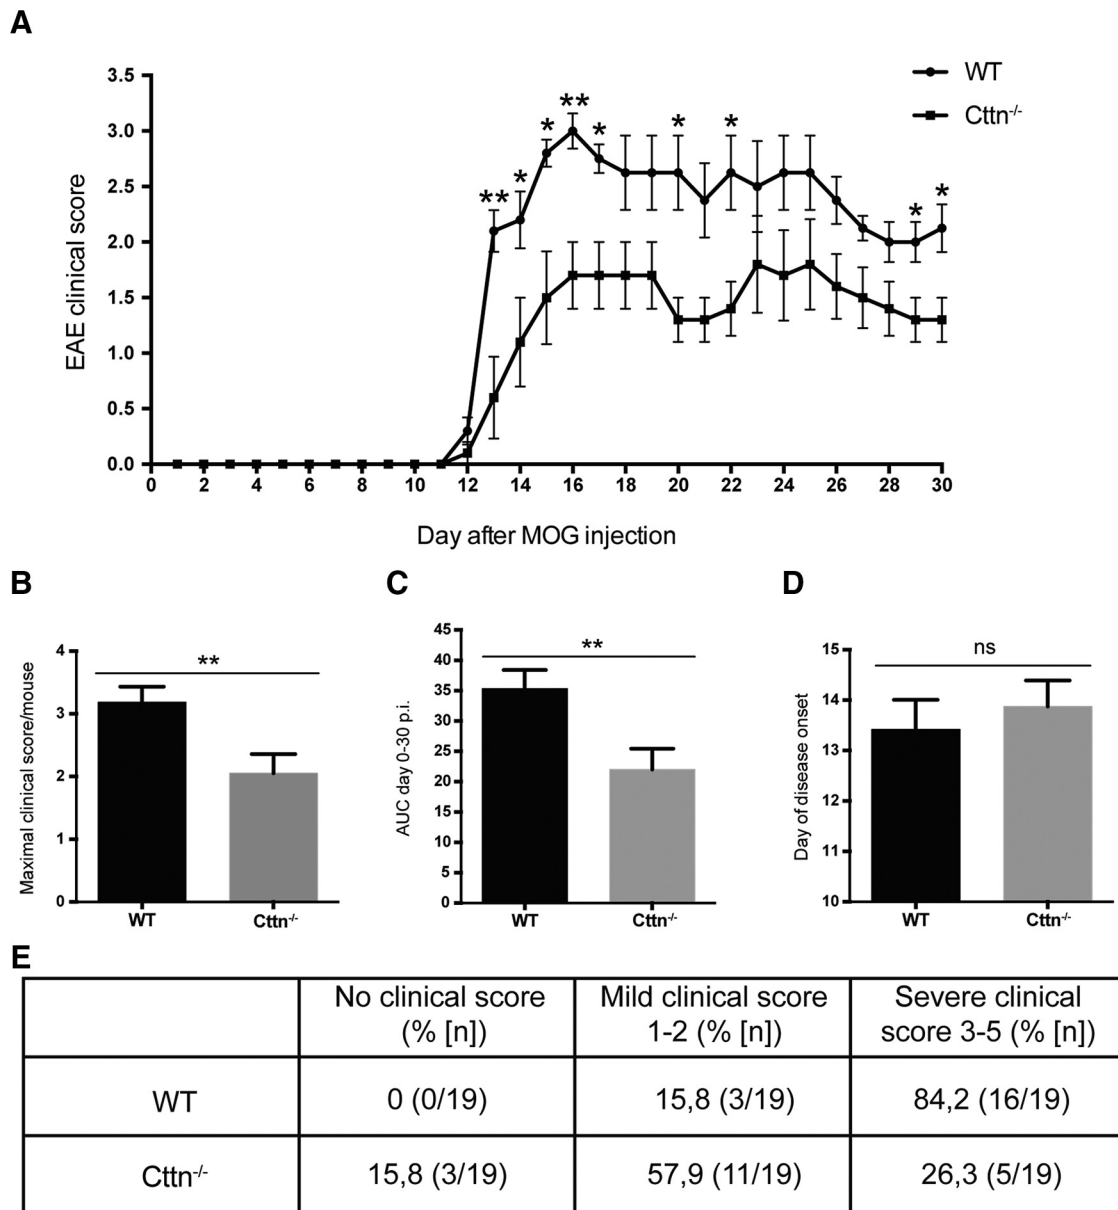 A
WT
Cttn-/-
3.5
3.0
2.5
2.0
1.5
1.0
0.5
0.0
EAE clinical score
** * * ** * * * * *
0 2 4 6 8 10 12 14 16 18 20 22 24 26 28 30
Day after MOG injection
B
Maximal clinical score/mouse
4
3
2
1
0
**
WT Cttn-/-
C
AUC day 0-30 p.i.
45
40
35
30
25
20
15
10
5
0
**
WT Cttn-/-
D
Day of disease onset
15
14
13
12
11
10
ns
WT Cttn-/-
E
No clinical score
(% [n])
Mild clinical score
1-2 (% [n])
Severe clinical
score 3-5 (% [n])
WT 0 (0/19) 15,8 (3/19) 84,2 (16/19)
Cttn-/- 15,8 (3/19) 57,9 (11/19) 26,3 (5/19)